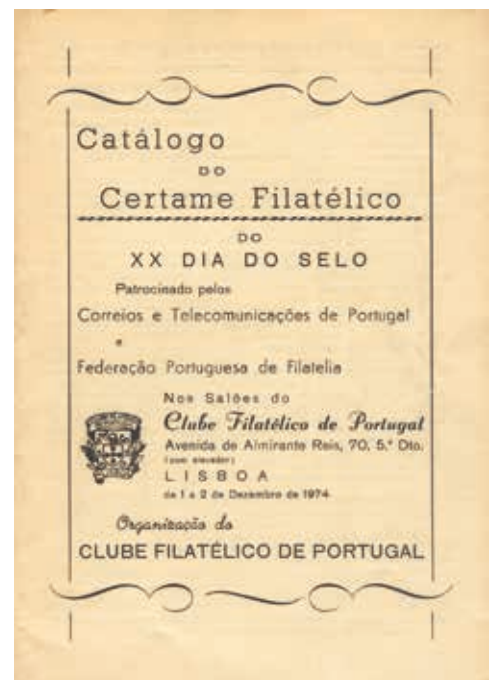 Catálogo
DO
Certame Filatélico
DO
XX DIA DO SELO
Patrocinado pelos
Correios e Telecomunicações de Portugal
e
Federação Portuguesa de Filatelia
Nos Salões do
Clube Filatélico de Portugal
Avenida de Almirante Reis, 70, 5.º Dto.
(com elevador)
LISBOA
de 1 a 2 de Dezembro de 1974
Organização do
CLUBE FILATÉLICO DE PORTUGAL